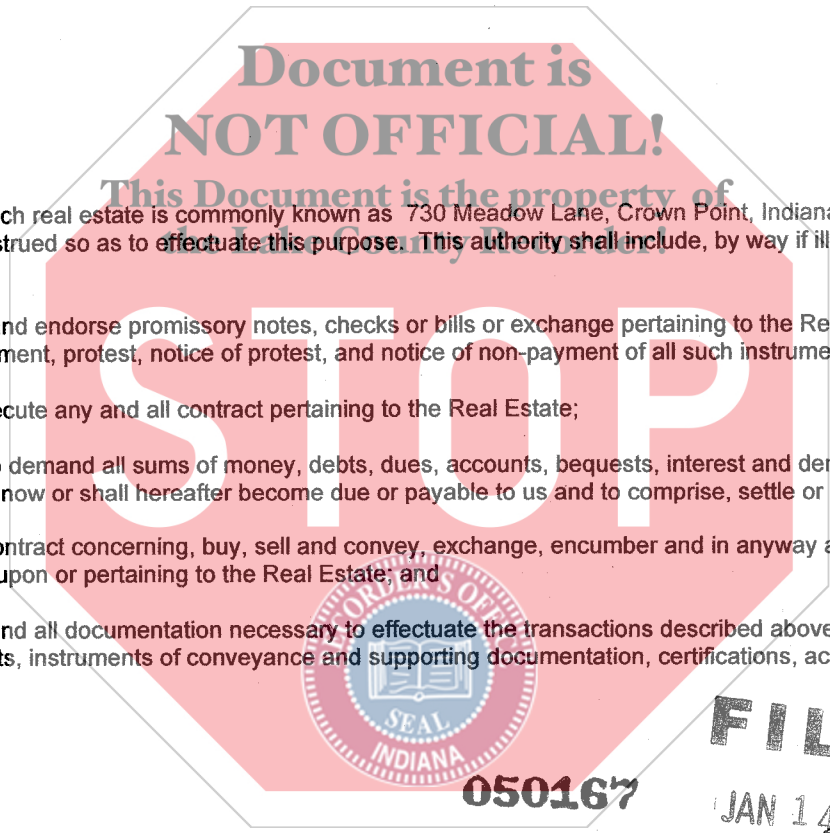 Document is
NOT OFFICIAL!
This Document is the property of
ch real estate is commonly known as 730 Meadow Lane, Crown Point, Indiana
the Lake County Recorder!
strued so as to effectuate this purpose. This authority shall include, by way if ill
nd endorse promissory notes, checks or bills or exchange pertaining to the Re
ment, protest, notice of protest, and notice of non-payment of all such instrume
STOP
ecute any and all contract pertaining to the Real Estate;
demand all sums of money, debts, dues, accounts, bequests, interest and der
now or shall hereafter become due or payable to us and to comprise, settle or
ontract concerning, buy, sell and convey, exchange, encumber and in anyway a
upon or pertaining to the Real Estate; and
RECORDER'S OFFICE
nd all documentation necessary to effectuate the transactions described above
ts, instruments of conveyance and supporting documentation, certifications, ac
SEAL
INDIANA
FIL
050167
JAN 14